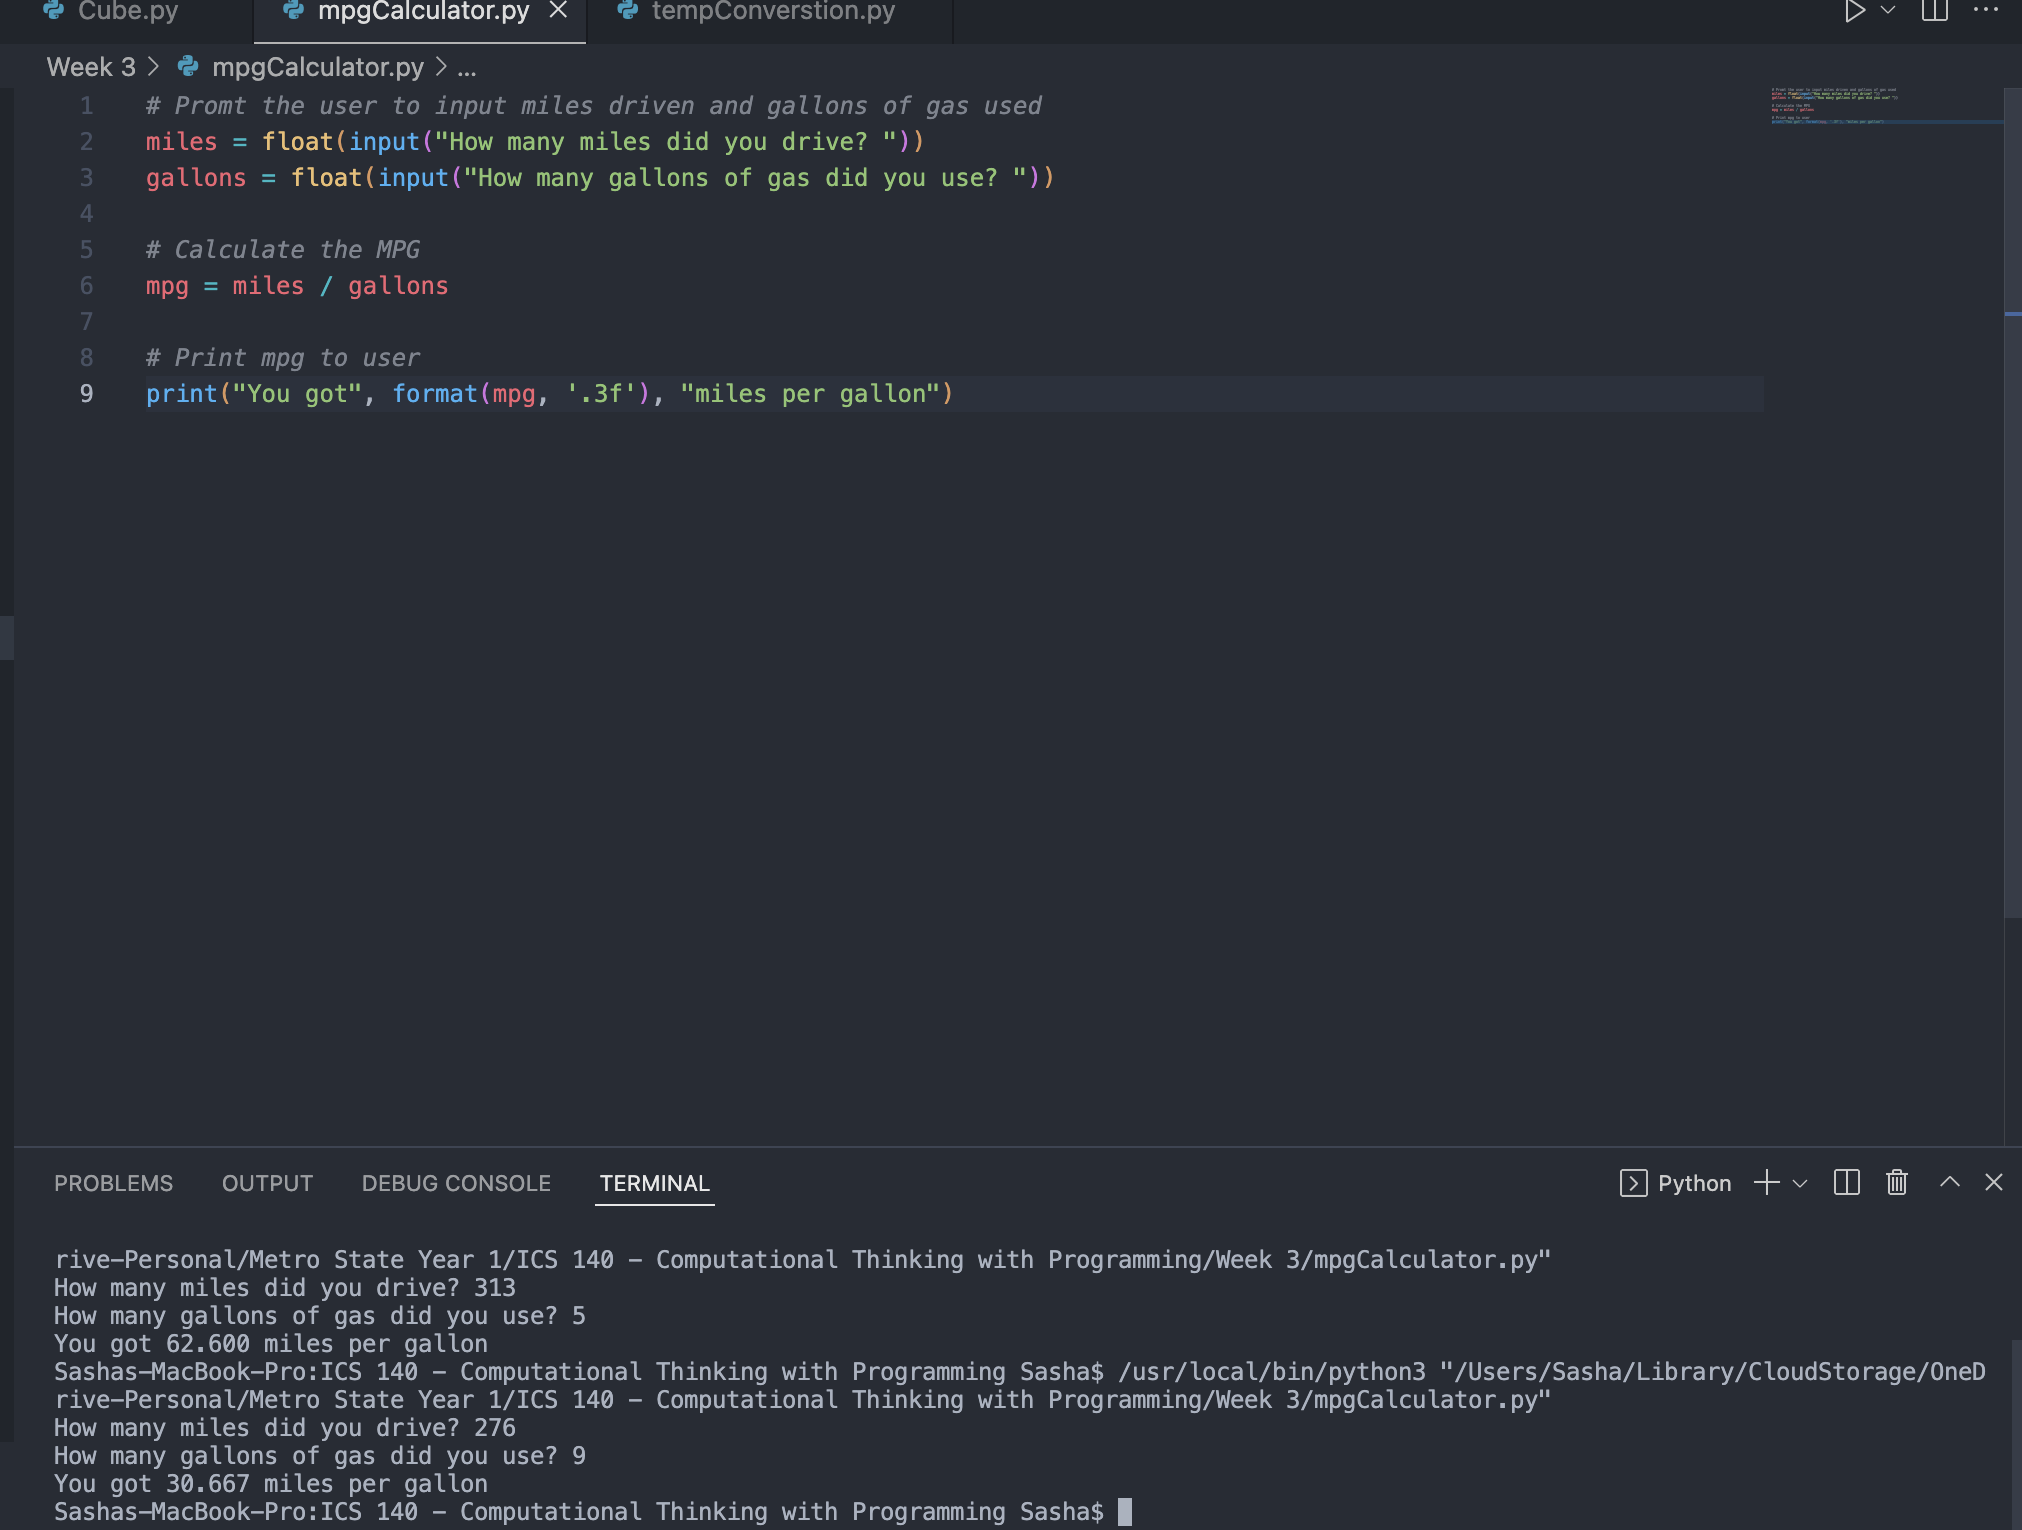 Cube.py mpgCalculator.py tempConverstion.py
Week 3 > mpgCalculator.py > ...
1 # Promt the user to input miles driven and gallons of gas used
2 miles = float(input("How many miles did you drive? "))
3 gallons = float(input("How many gallons of gas did you use? "))
4
5 # Calculate the MPG
6 mpg = miles / gallons
7
8 # Print mpg to user
9 print("You got", format(mpg, '.3f'), "miles per gallon")
PROBLEMS OUTPUT DEBUG CONSOLE TERMINAL Python
rive-Personal/Metro State Year 1/ICS 140 - Computational Thinking with Programming/Week 3/mpgCalculator.py"
How many miles did you drive? 313
How many gallons of gas did you use? 5
You got 62.600 miles per gallon
Sashas-MacBook-Pro:ICS 140 - Computational Thinking with Programming Sasha$ /usr/local/bin/python3 "/Users/Sasha/Library/CloudStorage/OneD
rive-Personal/Metro State Year 1/ICS 140 - Computational Thinking with Programming/Week 3/mpgCalculator.py"
How many miles did you drive? 276
How many gallons of gas did you use? 9
You got 30.667 miles per gallon
Sashas-MacBook-Pro:ICS 140 - Computational Thinking with Programming Sasha$